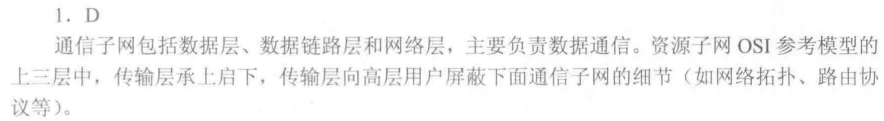 1. D
通信子网包括数据层、数据链路层和网络层，主要负责数据通信。资源子网 OSI 参考模型的
上三层中，传输层承上启下，传输层向高层用户屏蔽下面通信子网的细节（如网络拓扑、路由协
议等）。